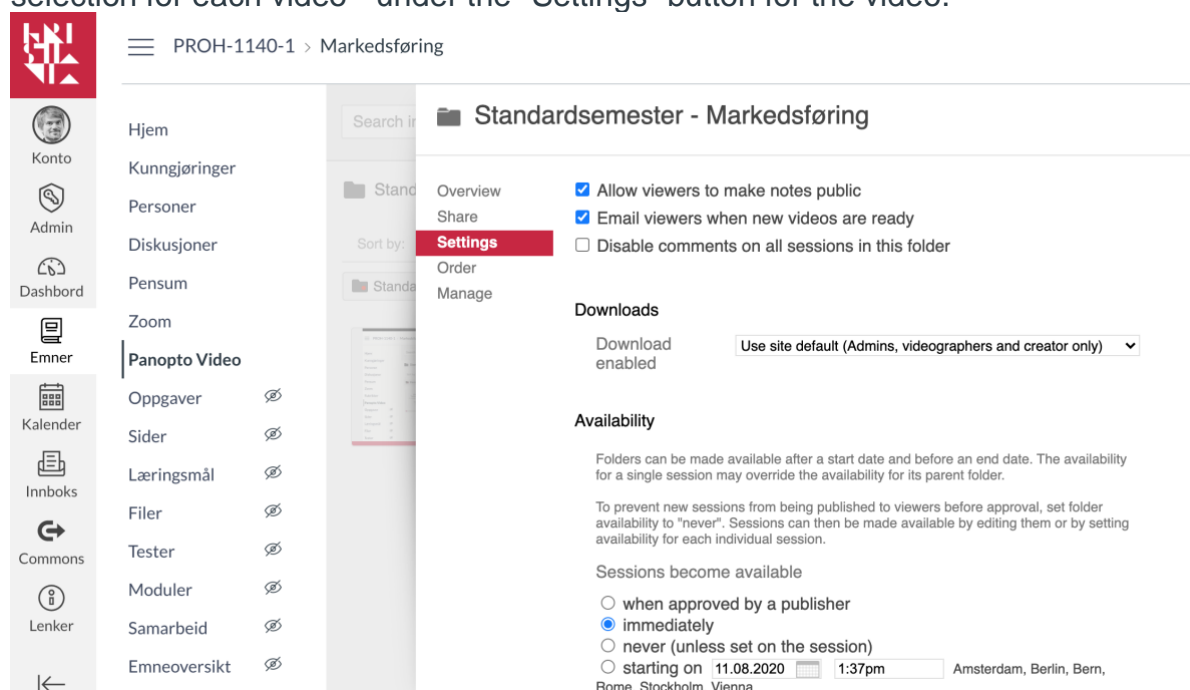 selection for each video - under the "Settings" button for the video.
PROH-1140-1 > Markedsføring
Konto
Admin
Dashbord
Emner
Kalender
Innboks
Commons
Lenker
Hjem
Kunngjøringer
Personer
Diskusjoner
Pensum
Zoom
Panopto Video
Oppgaver
Sider
Læringsmål
Filer
Tester
Moduler
Samarbeid
Emneoversikt
Search in
Stand
Sort by:
Standa
Standardsemester - Markedsføring
Overview
Share
Settings
Order
Manage
Allow viewers to make notes public
Email viewers when new videos are ready
Disable comments on all sessions in this folder
Downloads
Download
enabled
Use site default (Admins, videographers and creator only)
Availability
Folders can be made available after a start date and before an end date. The availability
for a single session may override the availability for its parent folder.
To prevent new sessions from being published to viewers before approval, set folder
availability to "never". Sessions can then be made available by editing them or by setting
availability for each individual session.
Sessions become available
when approved by a publisher
immediately
never (unless set on the session)
starting on 11.08.2020 1:37pm Amsterdam, Berlin, Bern,
Rome, Stockholm, Vienna